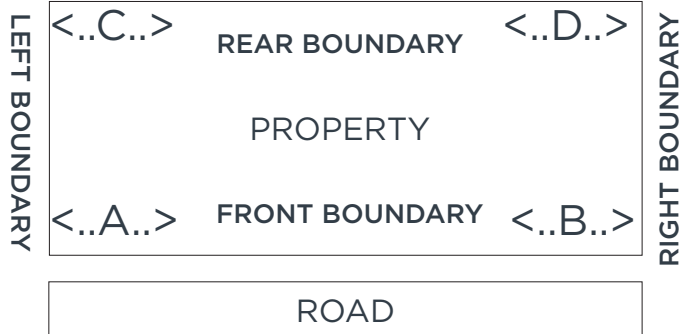 LEFT BOUNDARY
<..C..>
REAR BOUNDARY
<..D..>
RIGHT BOUNDARY
PROPERTY
<..A..>
FRONT BOUNDARY
<..B..>
ROAD